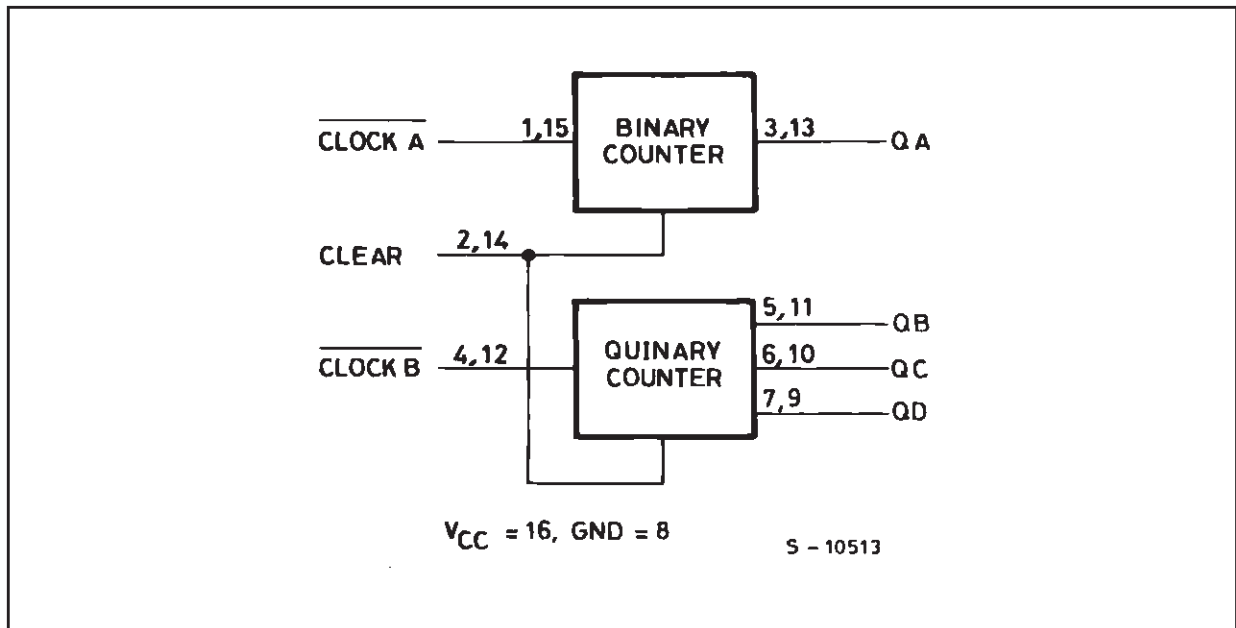 CLOCK A
1,15
BINARY
COUNTER
3,13
QA
CLEAR
2,14
CLOCK B
4,12
QUINARY
COUNTER
5,11
QB
6,10
QC
7,9
QD
VCC = 16, GND = 8
S - 10513